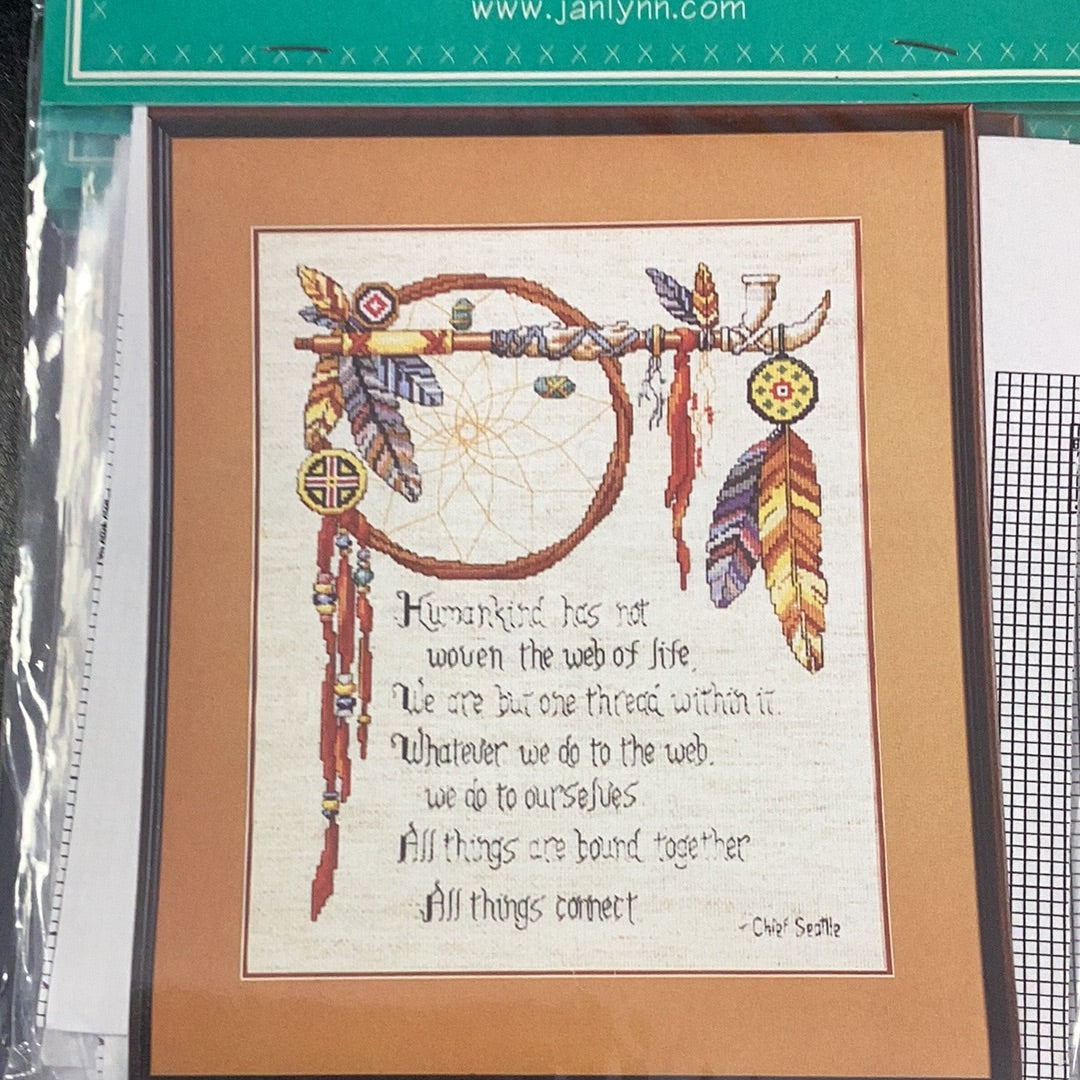 www.janlynn.com
Humankind has not
woven the web of life,
We are but one thread within it.
Whatever we do to the web,
we do to ourselves
All things are bound together
All things connect
~Chief Seattle